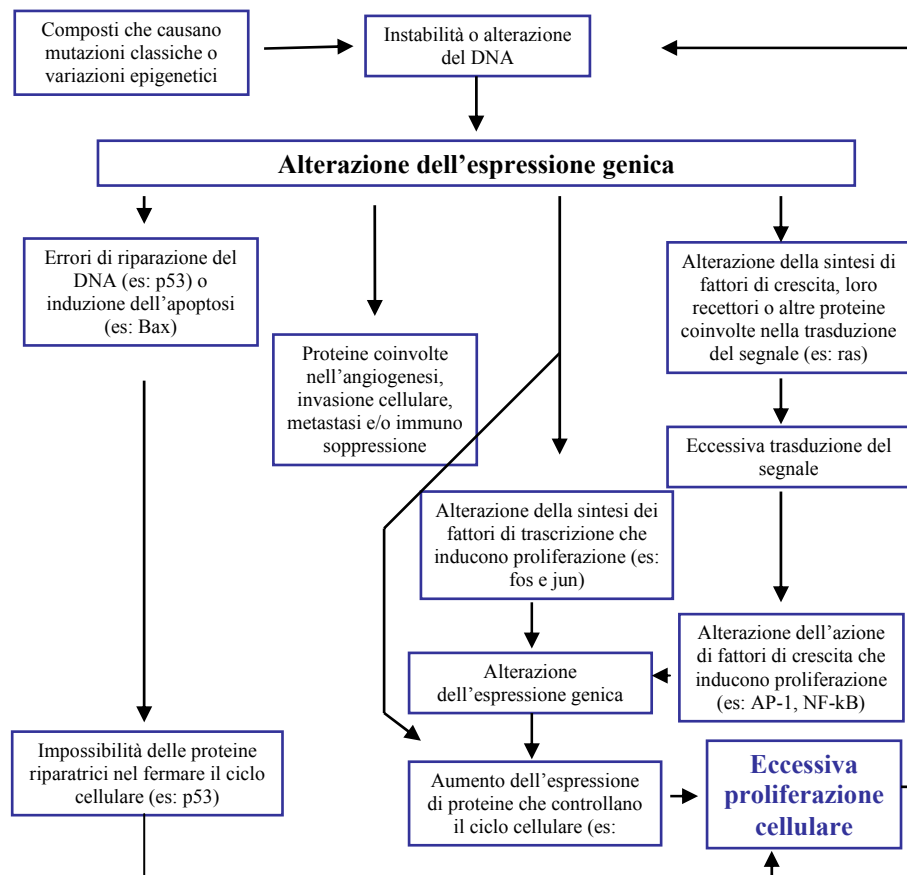 Composti che causano
mutazioni classiche o
variazioni epigenetici
Instabilità o alterazione
del DNA
Alterazione dell’espressione genica
Errori di riparazione del
DNA (es: p53) o
induzione dell’apoptosi
(es: Bax)
Proteine coinvolte
nell’angiogenesi,
invasione cellulare,
metastasi e/o immuno
soppressione
Alterazione della sintesi di
fattori di crescita, loro
recettori o altre proteine
coinvolte nella trasduzione
del segnale (es: ras)
Eccessiva trasduzione del
segnale
Alterazione della sintesi dei
fattori di trascrizione che
inducono proliferazione (es:
fos e jun)
Alterazione dell’azione
di fattori di crescita che
inducono proliferazione
(es: AP-1, NF-kB)
Alterazione
dell’espressione genica
Impossibilità delle proteine
riparatrici nel fermare il ciclo
cellulare (es: p53)
Aumento dell’espressione
di proteine che controllano
il ciclo cellulare (es:
Eccessiva
proliferazione
cellulare